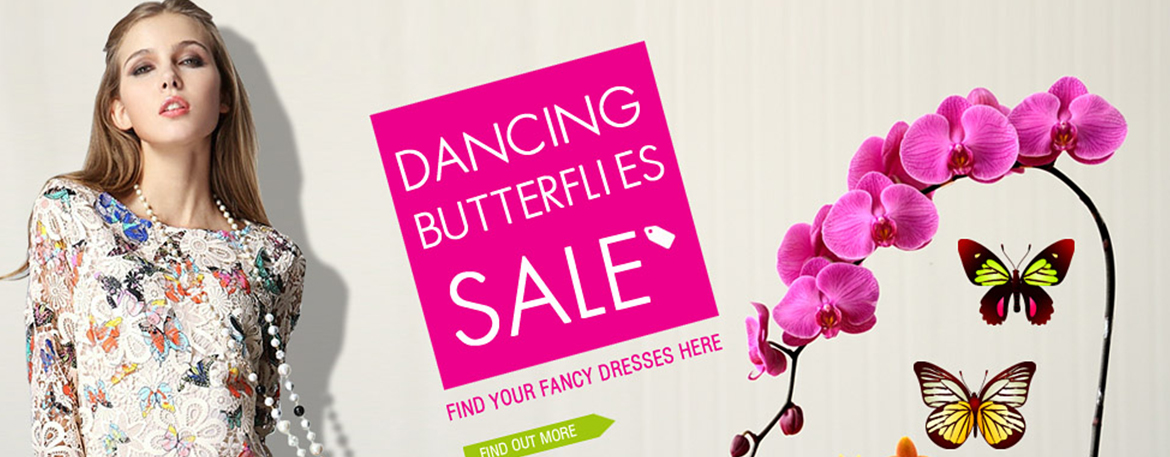 DANCING
BUTTERFLIES
SALE
FIND YOUR FANCY DRESSES HERE
FIND OUT MORE